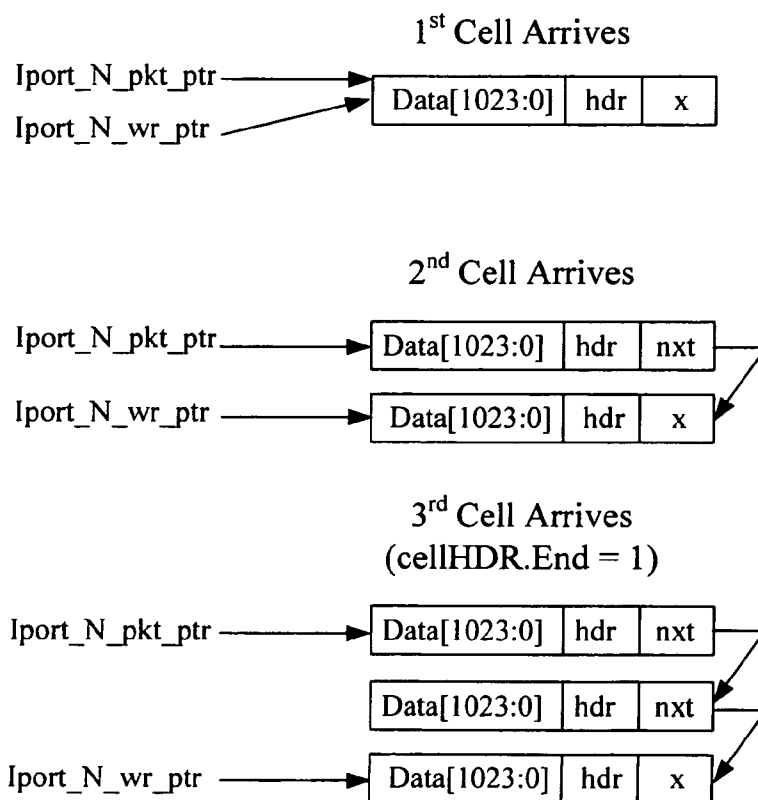 1st Cell Arrives
Iport_N_pkt_ptr
Data[1023:0] hdr x
Iport_N_wr_ptr
2nd Cell Arrives
Iport_N_pkt_ptr Data[1023:0] hdr nxt
Iport_N_wr_ptr Data[1023:0] hdr x
3rd Cell Arrives
(cellHDR.End = 1)
Iport_N_pkt_ptr Data[1023:0] hdr nxt
Data[1023:0] hdr nxt
Iport_N_wr_ptr Data[1023:0] hdr x